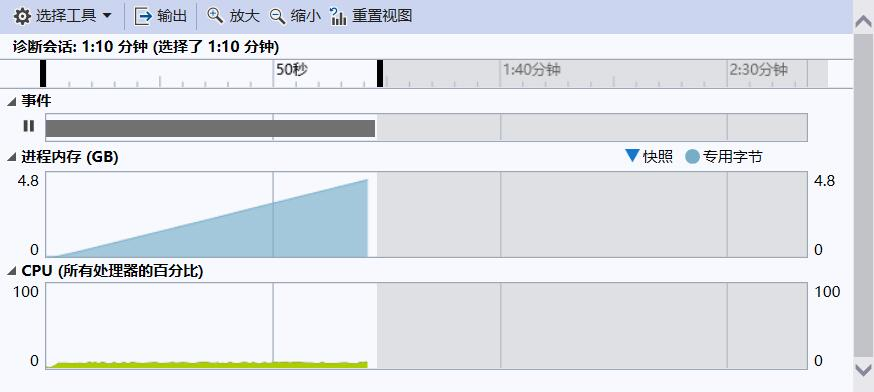 选择工具 输出 放大 缩小 重置视图
诊断会话: 1:10 分钟 (选择了 1:10 分钟)
50秒 1:40分钟 2:30分钟
事件
进程内存 (GB) 快照 专用字节
4.8 4.8
0 0
CPU (所有处理器的百分比)
100 100
0 0